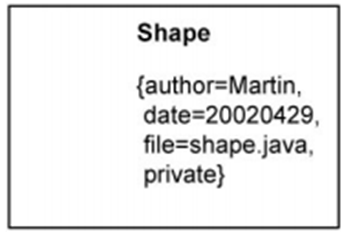 Shape
{author=Martin,
date=20020429,
file=shape.java,
private}